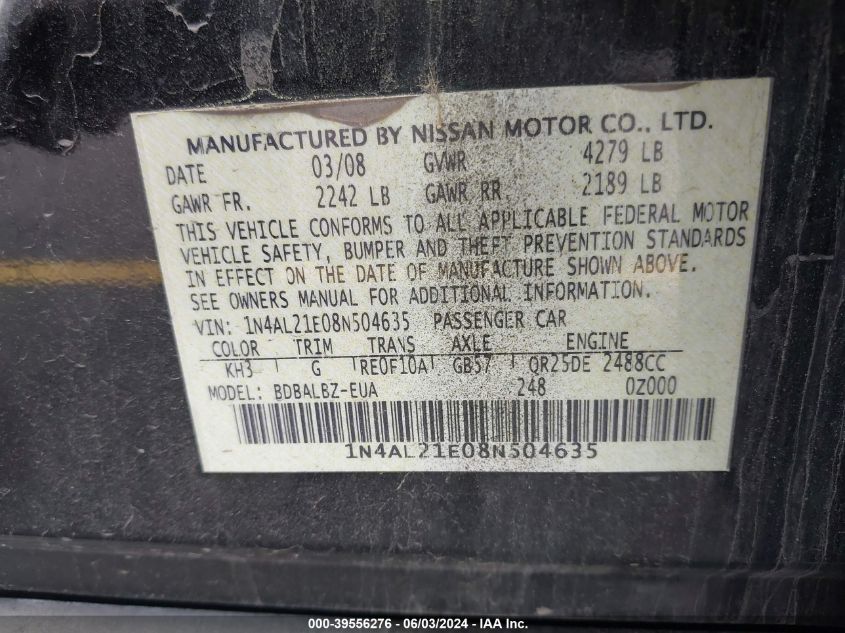 MANUFACTURED BY NISSAN MOTOR CO., LTD.
DATE 03/08 GVWR 4279 LB
GAWR FR. 2242 LB GAWR RR 2189 LB
THIS VEHICLE CONFORMS TO ALL APPLICABLE FEDERAL MOTOR
VEHICLE SAFETY, BUMPER AND THEFT PREVENTION STANDARDS
IN EFFECT ON THE DATE OF MANUFACTURE SHOWN ABOVE.
SEE OWNERS MANUAL FOR ADDITIONAL INFORMATION.
VIN: 1N4AL21E08N504635 PASSENGER CAR
COLOR TRIM TRANS AXLE ENGINE
KH3 G RE0F10A GB57 QR25DE 2488CC
MODEL: BDBALBZ-EUA 248 0Z000
1N4AL21E08N504635
000-39556276 - 06/03/2024 - IAA Inc.